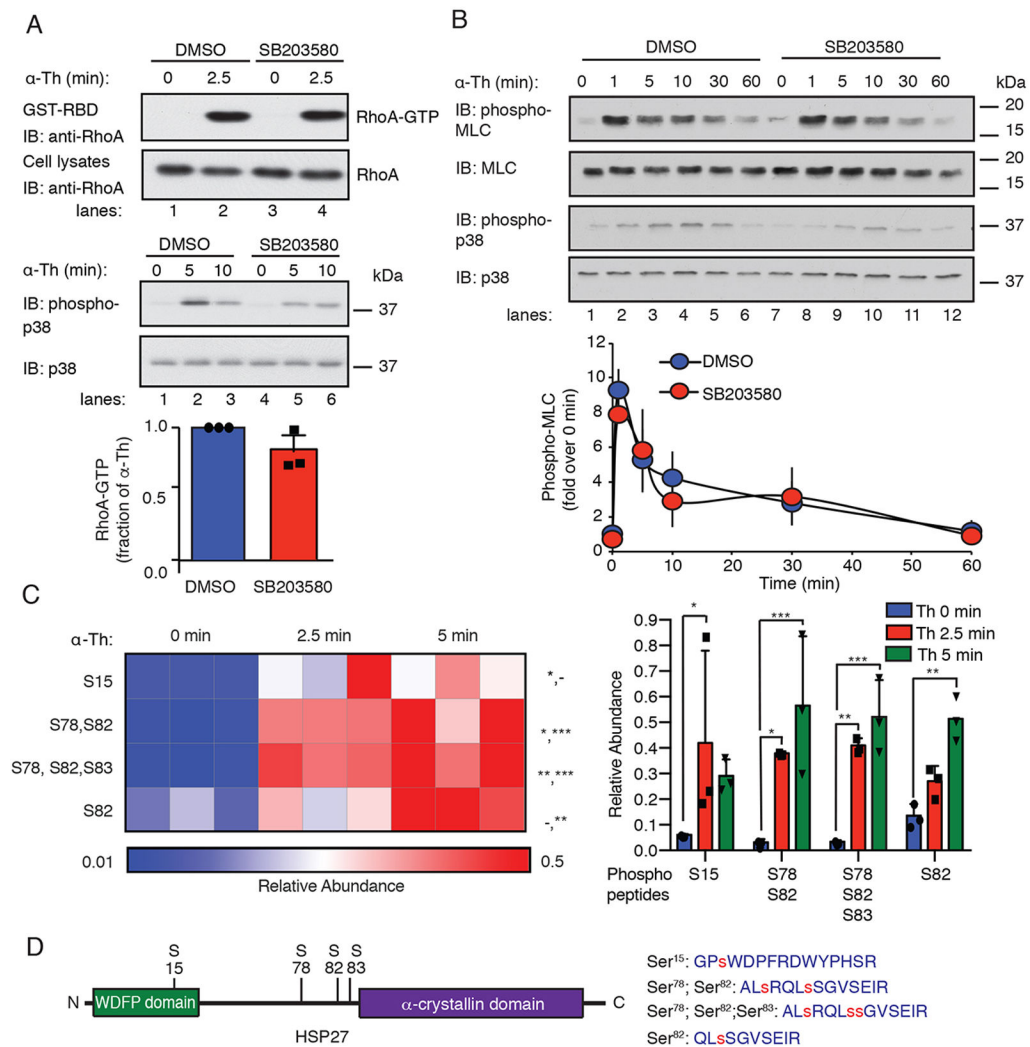 A
DMSO SB203580
α-Th (min): 0 2.5 0 2.5
GST-RBD
IB: anti-RhoA
RhoA-GTP
Cell lysates
IB: anti-RhoA
RhoA
lanes: 1 2 3 4
DMSO SB203580
α-Th (min): 0 5 10 0 5 10 kDa
IB: phospho-
p38
37
IB: p38
37
lanes: 1 2 3 4 5 6
RhoA-GTP
(fraction of α-Th)
1.0
0.5
0.0
DMSO SB203580
B
DMSO SB203580
α-Th (min): 0 1 5 10 30 60 0 1 5 10 30 60 kDa
IB: phospho-
MLC
20
15
IB: MLC
20
15
IB: phospho-
p38
37
IB: p38
37
lanes: 1 2 3 4 5 6 7 8 9 10 11 12
Phospho-MLC
(fold over 0 min)
12
10
8
6
4
2
0
DMSO
SB203580
0 10 20 30 40 50 60
Time (min)
C
α-Th: 0 min 2.5 min 5 min
S15 *,-
S78,S82 *,***
S78, S82,S83 **,***
S82 -,**
0.01 0.5
Relative Abundance
Relative Abundance
0.9
0.8
0.7
0.6
0.5
0.4
0.3
0.2
0.1
0.0
Th 0 min
Th 2.5 min
Th 5 min
* * *** ** *** **
Phospho
peptides
S15
S78
S82
S78
S82
S83
S82
D
S
15
S
78
S
82
S
83
N WDFP domain α-crystallin domain C
HSP27
Ser15: GPsWDPFRDWYPHSR
Ser78; Ser82: ALsRQLsSGVSEIR
Ser78; Ser82;Ser83: ALsRQLssGVSEIR
Ser82: QLsSGVSEIR